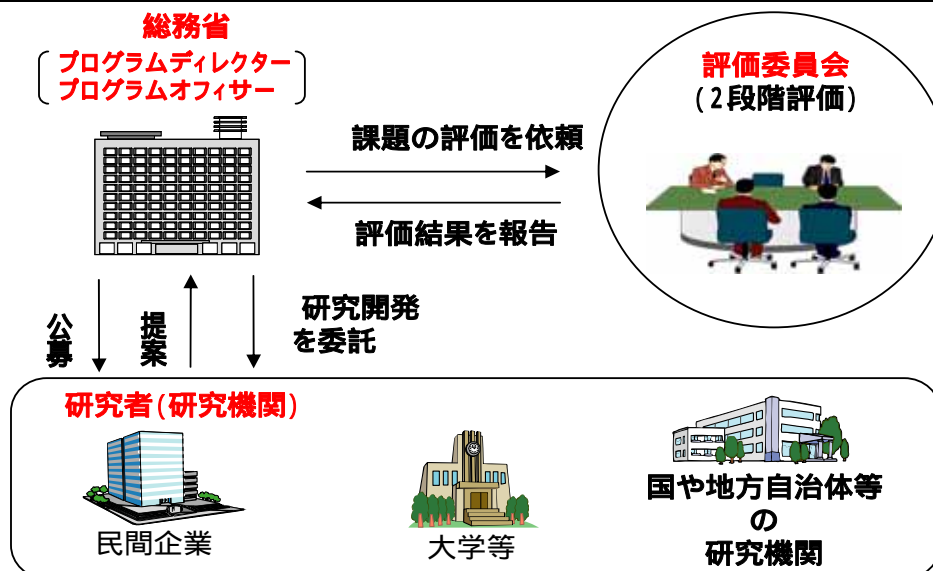 総務省
プログラムディレクター
プログラムオフィサー
評価委員会
(2段階評価)
課題の評価を依頼
評価結果を報告
公募
提案
研究開発
を委託
研究者(研究機関)
民間企業
大学等
国や地方自治体等
の
研究機関